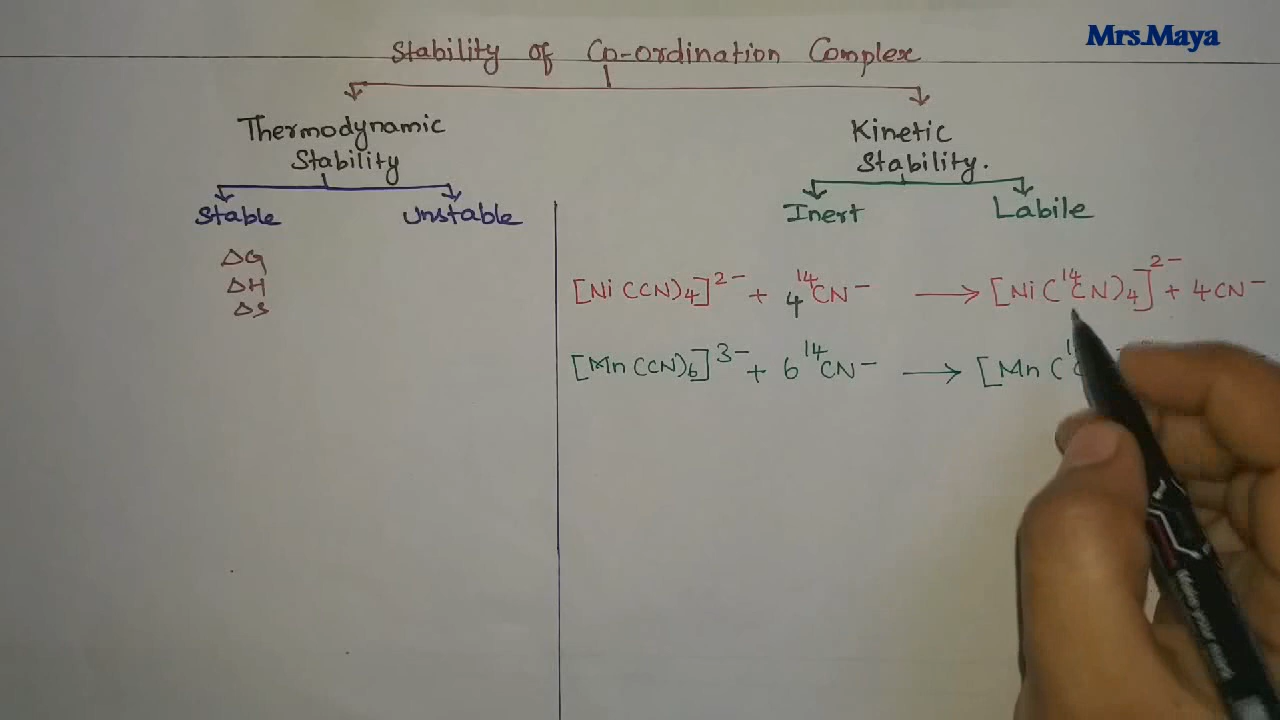 Mrs.Maya
Stability of Co-ordination Complex
Thermodynamic
Stability
Kinetic
Stability.
Stable
Unstable
Inert
Labile
ΔG
ΔH
ΔS
[Ni(CN)4]²⁻ + 4 ¹⁴CN⁻ → [Ni(¹⁴CN)4]²⁻ + 4CN⁻
[Mn(CN)6]³⁻ + 6 ¹⁴CN⁻ → [Mn(